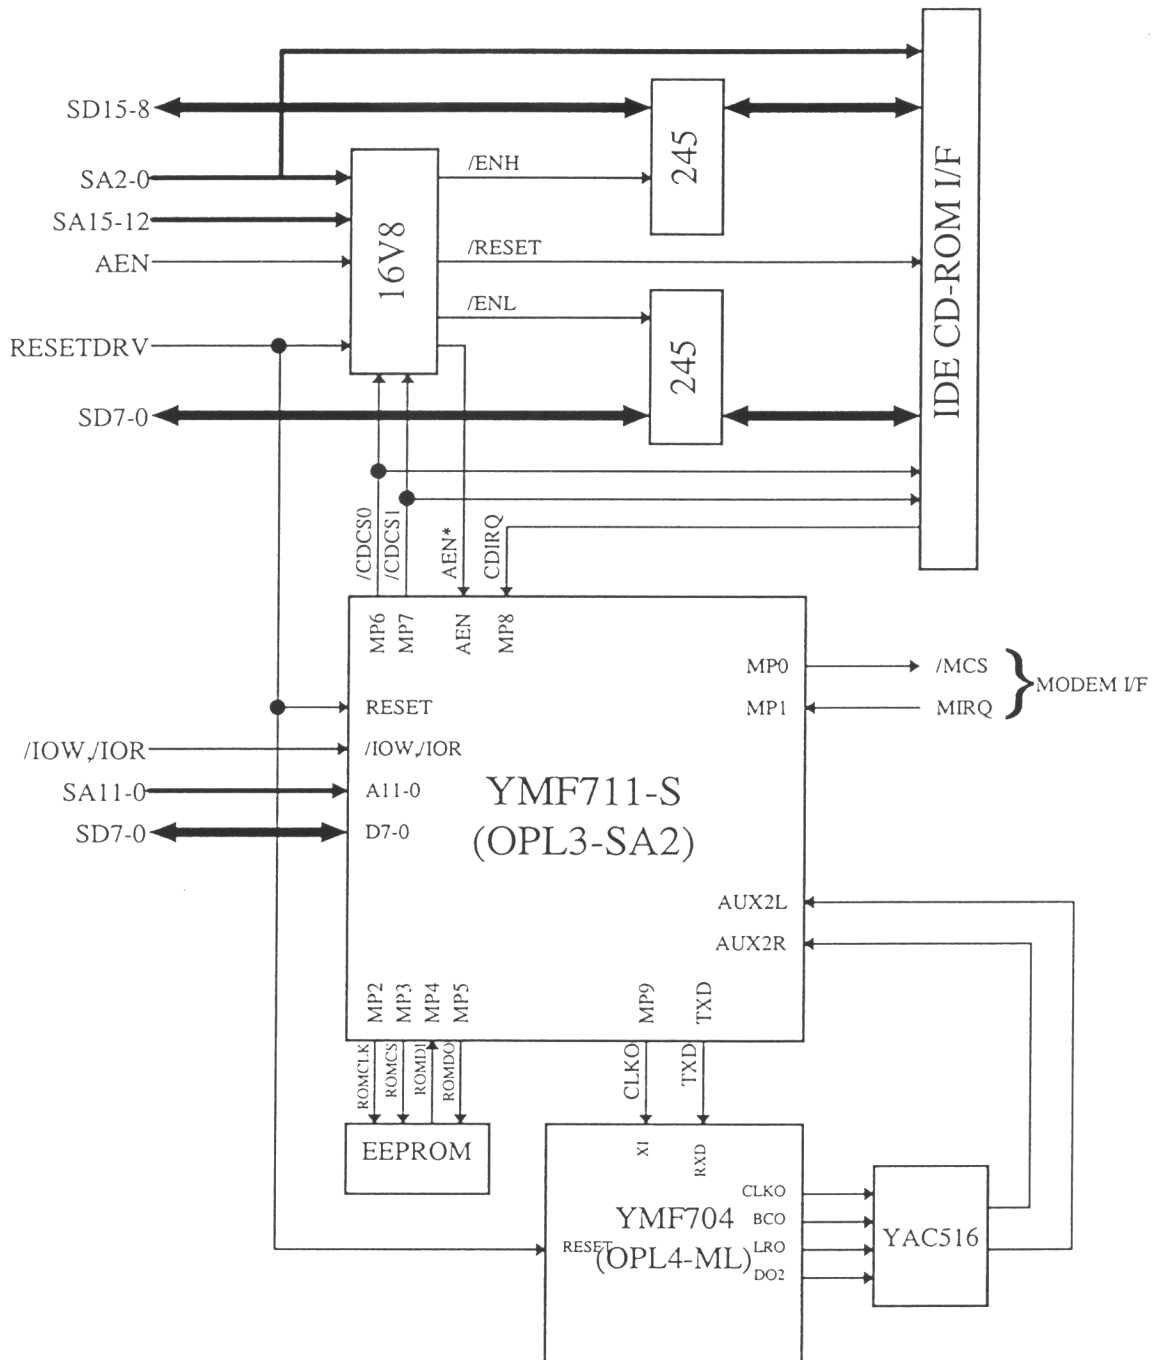 SD15-8
SA2-0
SA15-12
AEN
RESETDRV
SD7-0
16V8
/ENH
/RESET
/ENL
245
245
IDE CD-ROM I/F
/CDCS0
/CDCS1
AEN*
CDIRQ
MP6
MP7
AEN
MP8
MP0
/MCS
MP1
MIRQ
MODEM I/F
RESET
/IOW,/IOR
/IOW,/IOR
SA11-0
A11-0
SD7-0
D7-0
YMF711-S
(OPL3-SA2)
AUX2L
AUX2R
MP2
MP3
MP4
MP5
MP9
TXD
ROMCLK
ROMCS
ROMDI
ROMDO
CLKO
TXD
EEPROM
XI
RXD
YMF704
(OPL4-ML)
RESET
CLKO
BCO
LRO
DO2
YAC516